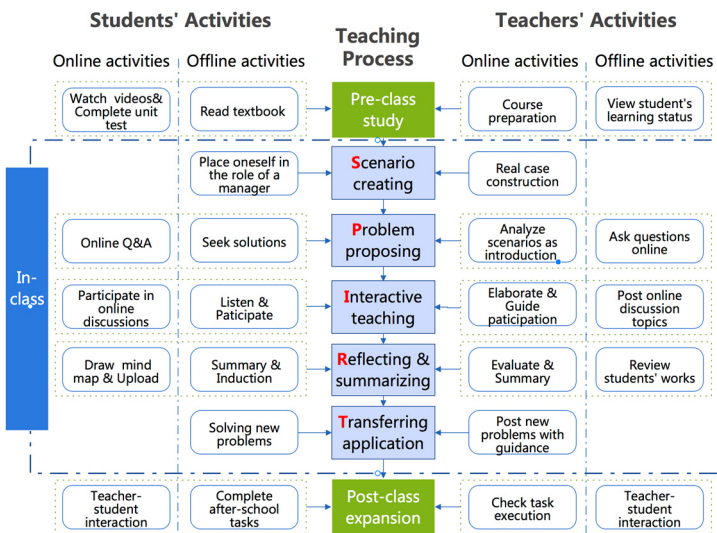 Students' Activities
Teaching
Process
Teachers' Activities
Online activities
Offline activities
Online activities
Offline activities
Watch videos&
Complete unit
test
Read textbook
Pre-class
study
Course
preparation
View student's
learning status
In-
class
Place oneself in
the role of a
manager
Scenario
creating
Real case
construction
Online Q&A
Seek solutions
Problem
proposing
Analyze
scenarios as
introduction
Ask questions
online
Participate in
online
discussions
Listen &
Paticipate
Interactive
teaching
Elaborate &
Guide
paticipation
Post online
discussion
topics
Draw mind
map & Upload
Summary &
Induction
Reflecting &
summarizing
Evaluate &
Summary
Review
students' works
Solving new
problems
Transferring
application
Post new
problems with
guidance
Teacher-
student
interaction
Complete
after-school
tasks
Post-class
expansion
Check task
execution
Teacher-
student
interaction